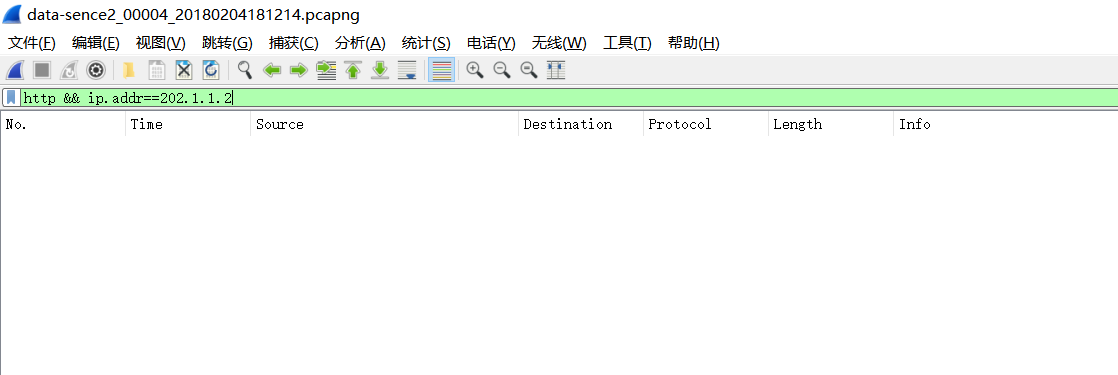 data-sence2_00004_20180204181214.pcapng
文件(F) 编辑(E) 视图(V) 跳转(G) 捕获(C) 分析(A) 统计(S) 电话(Y) 无线(W) 工具(T) 帮助(H)
http && ip.addr==202.1.1.2
No. Time Source Destination Protocol Length Info